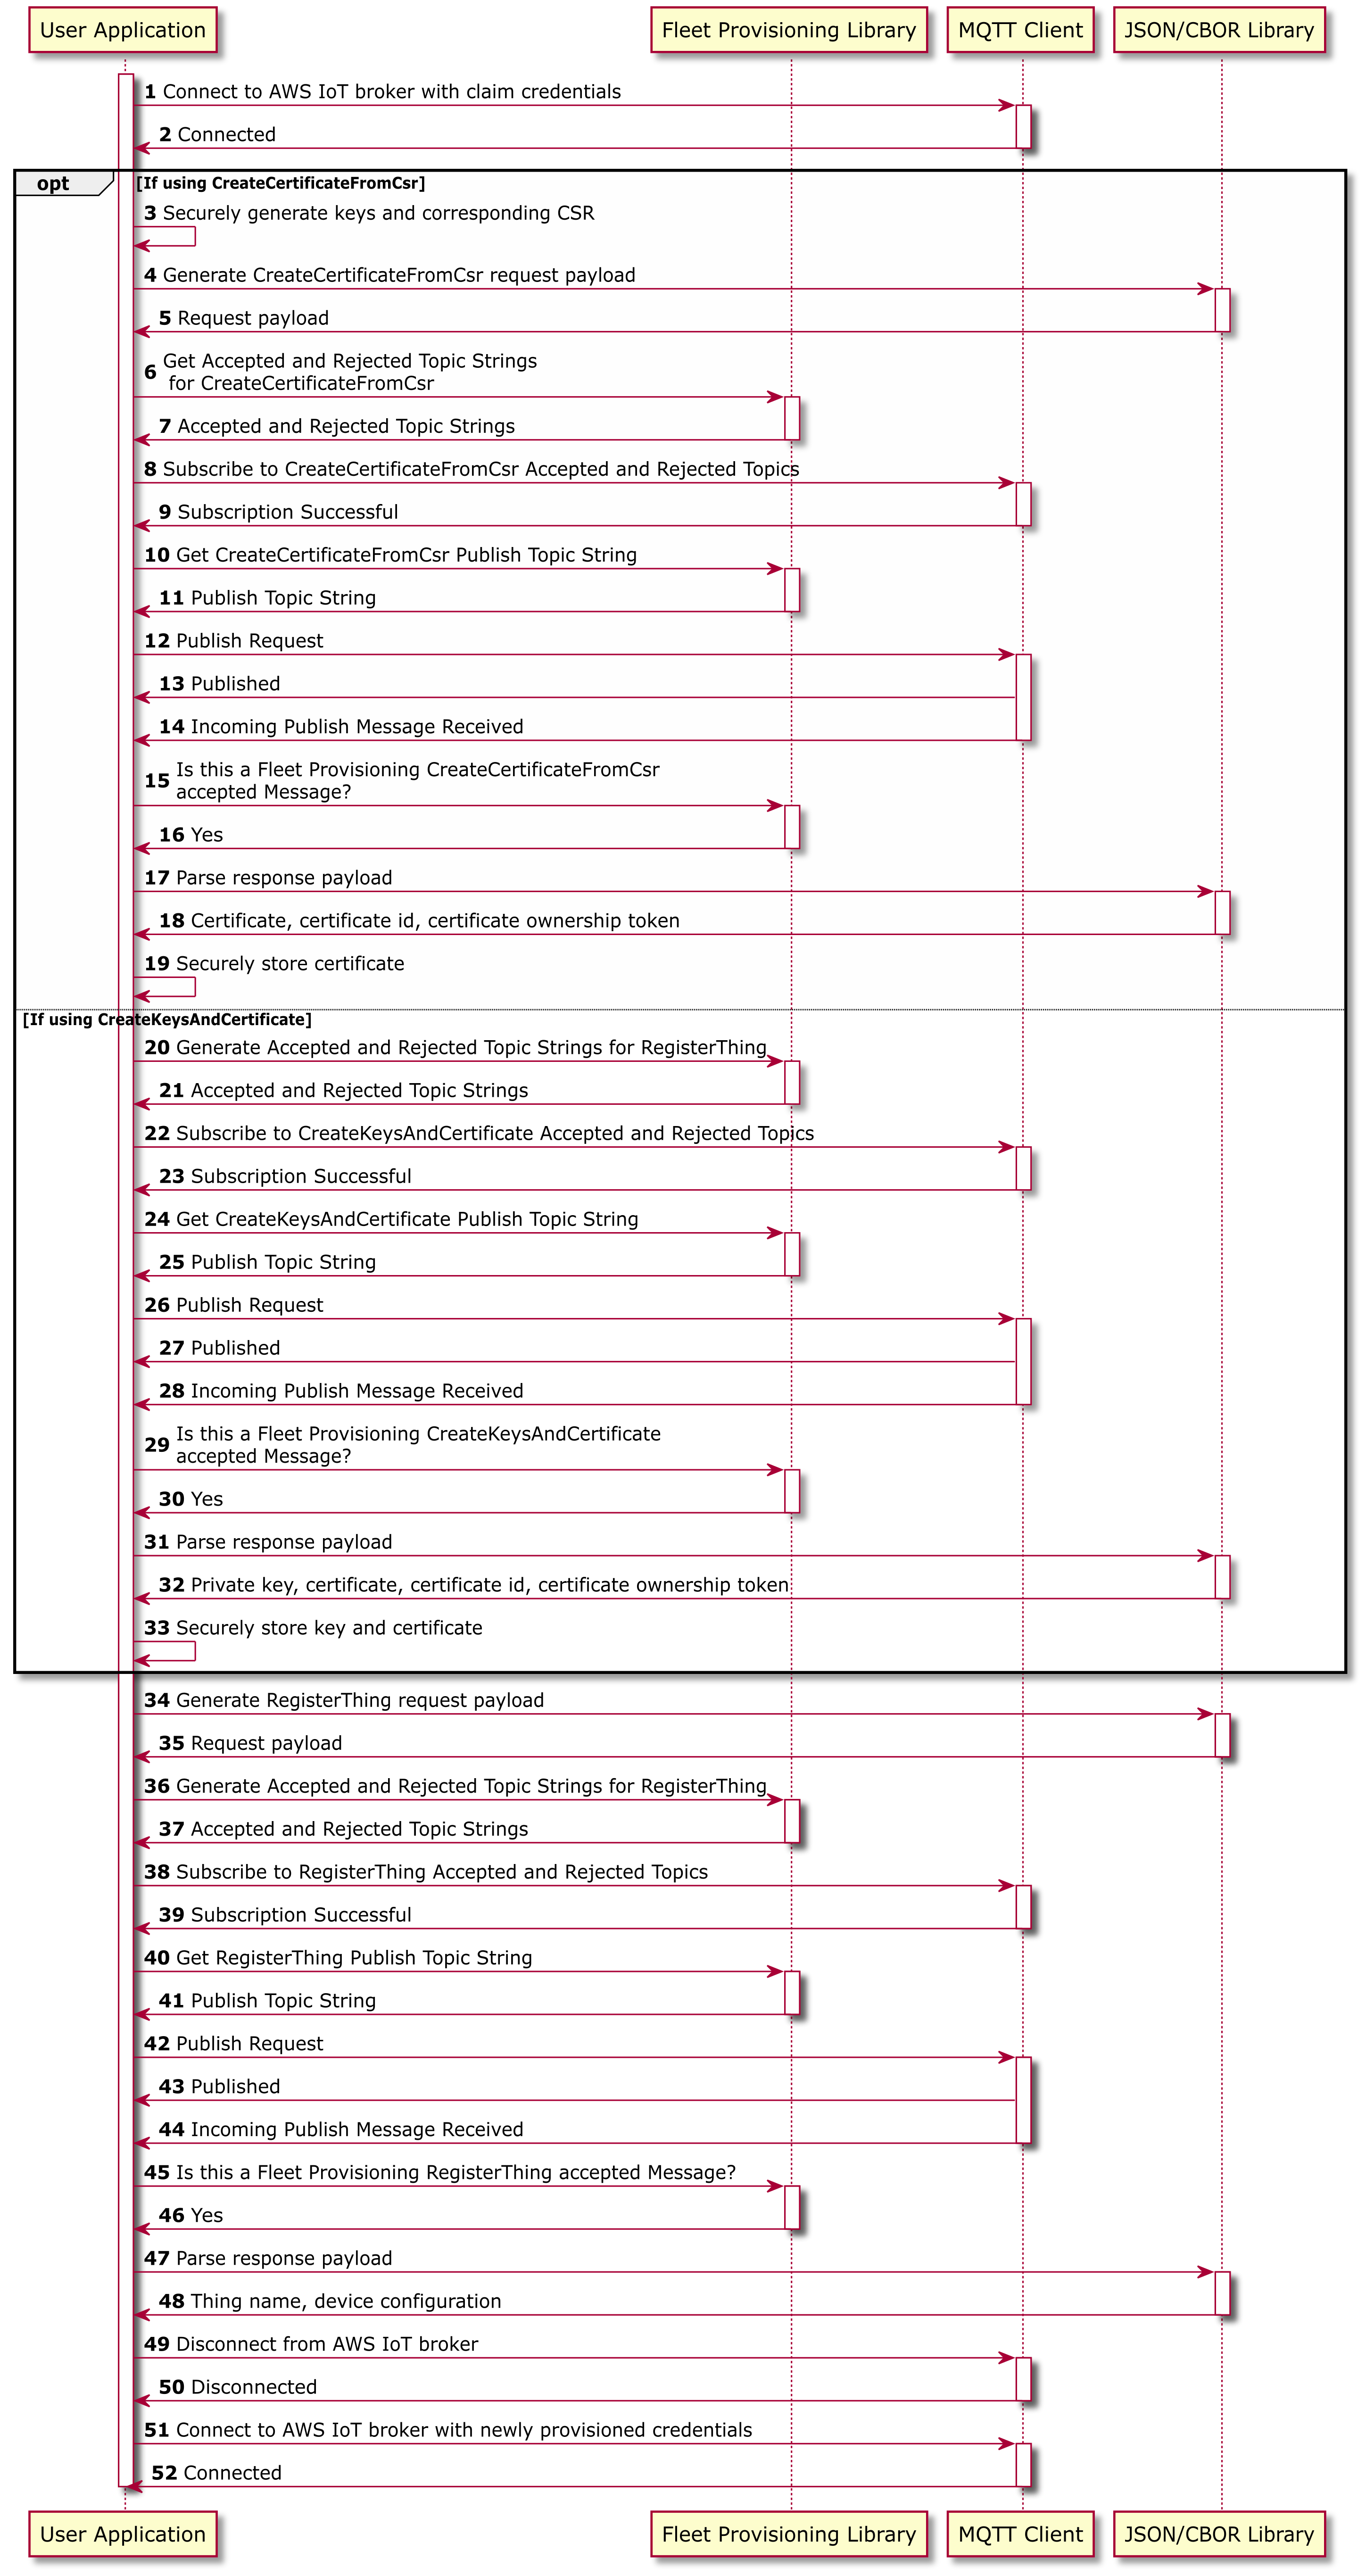 User Application
Fleet Provisioning Library
MQTT Client
JSON/CBOR Library
1 Connect to AWS IoT broker with claim credentials
2 Connected
opt
[If using CreateCertificateFromCsr]
3 Securely generate keys and corresponding CSR
4 Generate CreateCertificateFromCsr request payload
5 Request payload
6 Get Accepted and Rejected Topic Strings
for CreateCertificateFromCsr
7 Accepted and Rejected Topic Strings
8 Subscribe to CreateCertificateFromCsr Accepted and Rejected Topics
9 Subscription Successful
10 Get CreateCertificateFromCsr Publish Topic String
11 Publish Topic String
12 Publish Request
13 Published
14 Incoming Publish Message Received
15 Is this a Fleet Provisioning CreateCertificateFromCsr
accepted Message?
16 Yes
17 Parse response payload
18 Certificate, certificate id, certificate ownership token
19 Securely store certificate
[If using CreateKeysAndCertificate]
20 Generate Accepted and Rejected Topic Strings for RegisterThing
21 Accepted and Rejected Topic Strings
22 Subscribe to CreateKeysAndCertificate Accepted and Rejected Topics
23 Subscription Successful
24 Get CreateKeysAndCertificate Publish Topic String
25 Publish Topic String
26 Publish Request
27 Published
28 Incoming Publish Message Received
29 Is this a Fleet Provisioning CreateKeysAndCertificate
accepted Message?
30 Yes
31 Parse response payload
32 Private key, certificate, certificate id, certificate ownership token
33 Securely store key and certificate
34 Generate RegisterThing request payload
35 Request payload
36 Generate Accepted and Rejected Topic Strings for RegisterThing
37 Accepted and Rejected Topic Strings
38 Subscribe to RegisterThing Accepted and Rejected Topics
39 Subscription Successful
40 Get RegisterThing Publish Topic String
41 Publish Topic String
42 Publish Request
43 Published
44 Incoming Publish Message Received
45 Is this a Fleet Provisioning RegisterThing accepted Message?
46 Yes
47 Parse response payload
48 Thing name, device configuration
49 Disconnect from AWS IoT broker
50 Disconnected
51 Connect to AWS IoT broker with newly provisioned credentials
52 Connected
User Application
Fleet Provisioning Library
MQTT Client
JSON/CBOR Library